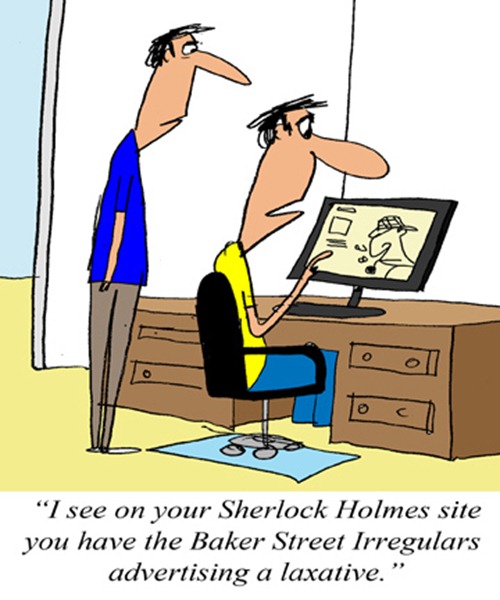 “I see on your Sherlock Holmes site
you have the Baker Street Irregulars
advertising a laxative.”